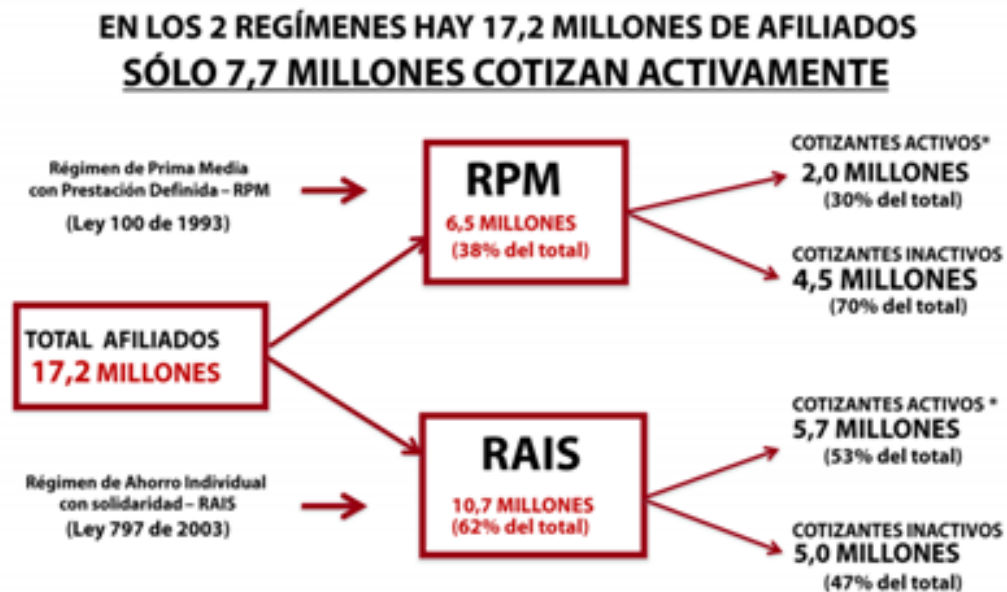 EN LOS 2 REGÍMENES HAY 17,2 MILLONES DE AFILIADOS
SÓLO 7,7 MILLONES COTIZAN ACTIVAMENTE
Régimen de Prima Media
con Prestación Definida – RPM
(Ley 100 de 1993)
RPM
6,5 MILLONES
(38% del total)
COTIZANTES ACTIVOS*
2,0 MILLONES
(30% del total)
COTIZANTES INACTIVOS
4,5 MILLONES
(70% del total)
TOTAL AFILIADOS
17,2 MILLONES
Régimen de Ahorro Individual
con solidaridad – RAIS
(Ley 797 de 2003)
RAIS
10,7 MILLONES
(62% del total)
COTIZANTES ACTIVOS *
5,7 MILLONES
(53% del total)
COTIZANTES INACTIVOS
5,0 MILLONES
(47% del total)